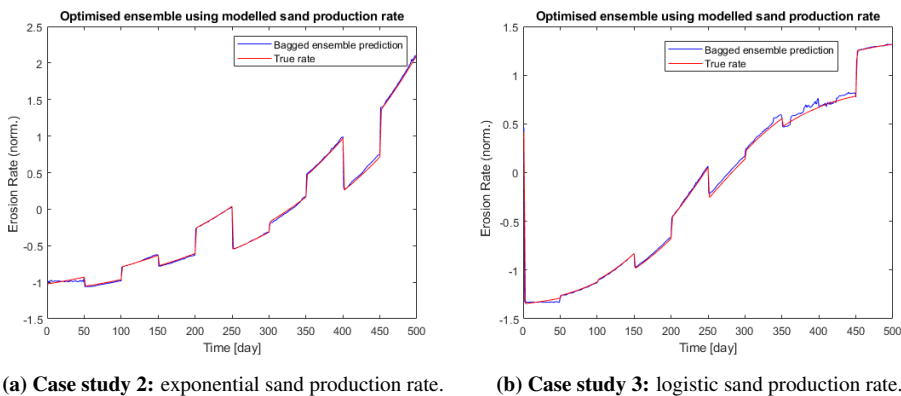 Optimised ensemble using modelled sand production rate
Bagged ensemble prediction
True rate
2.5
2
1.5
1
0.5
0
-0.5
-1
-1.5
Erosion Rate (norm.)
0 50 100 150 200 250 300 350 400 450 500
Time [day]
(a) Case study 2: exponential sand production rate.
Optimised ensemble using modelled sand production rate
Bagged ensemble prediction
True rate
1.5
1
0.5
0
-0.5
-1
-1.5
Erosion Rate (norm.)
0 50 100 150 200 250 300 350 400 450 500
Time [day]
(b) Case study 3: logistic sand production rate.